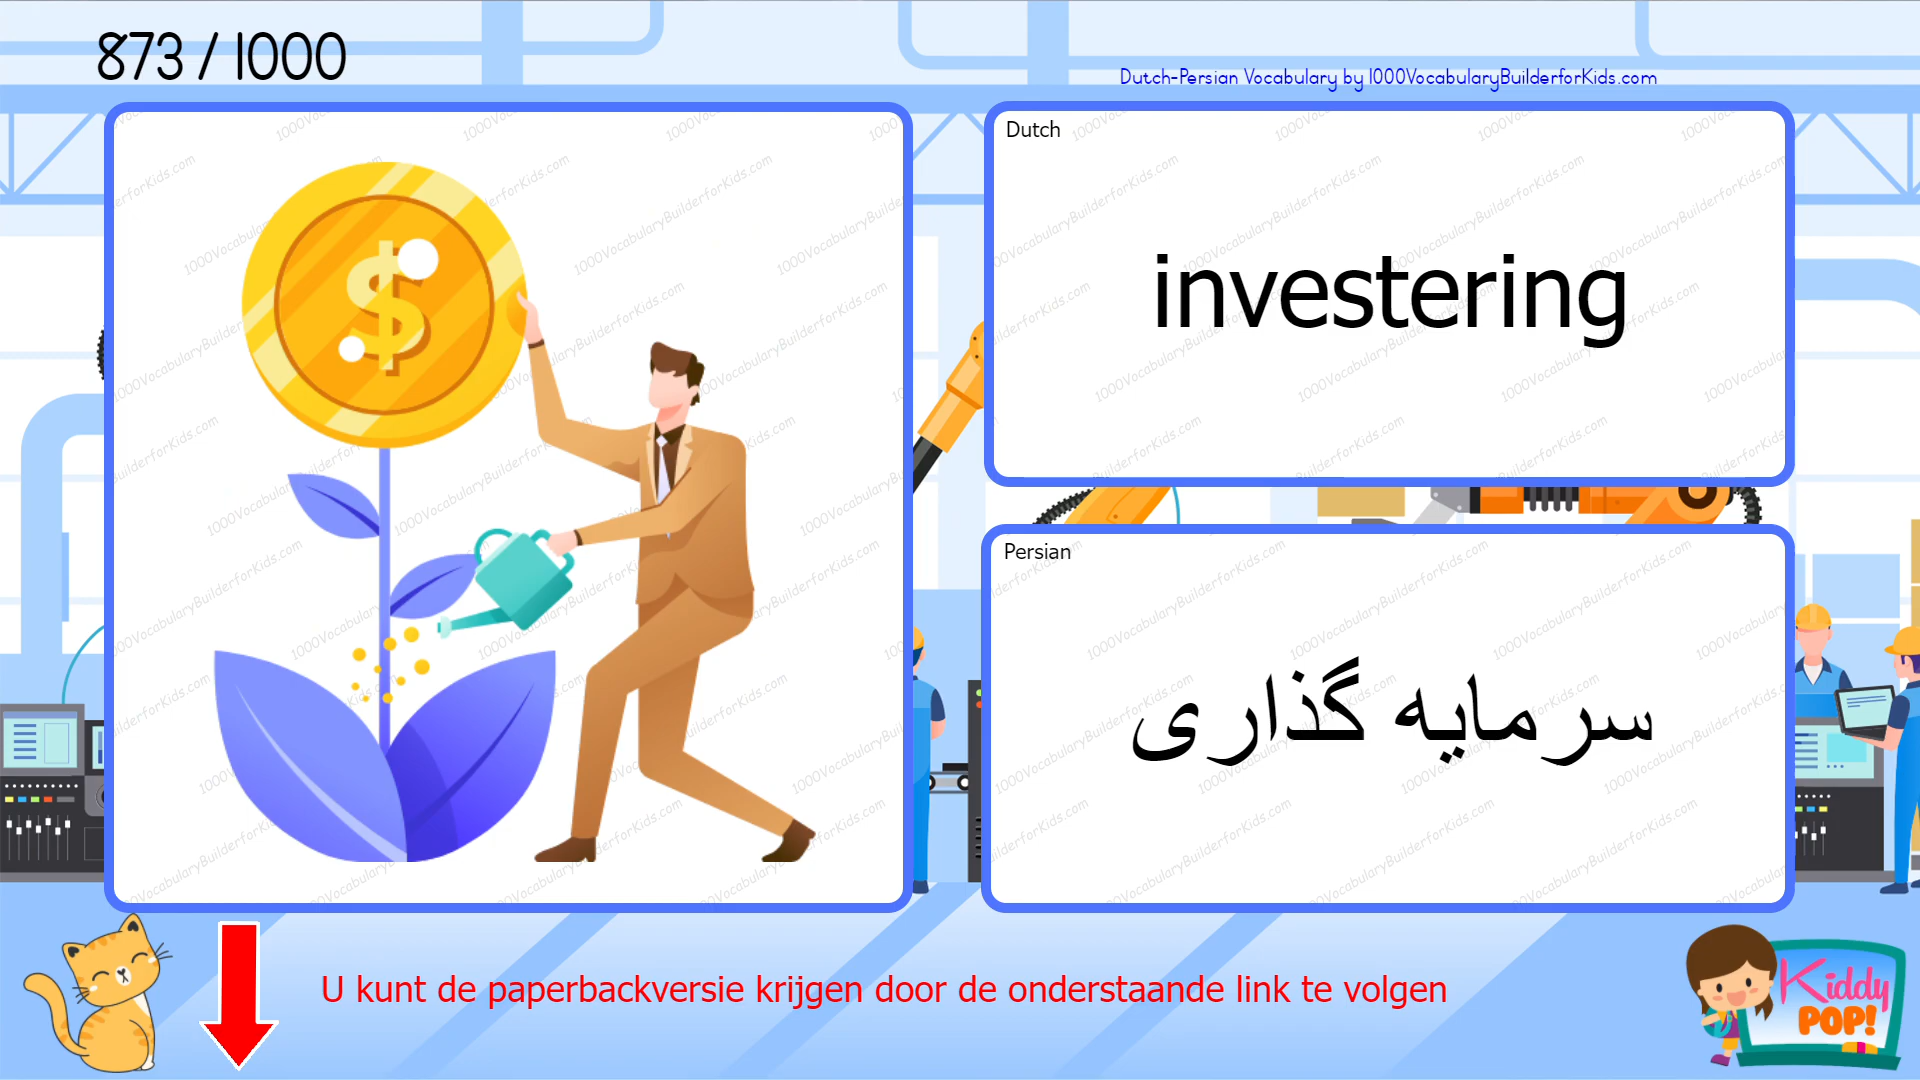 873 / 1000
Dutch-Persian Vocabulary by 1000VocabularyBuilderforKids.com
Dutch
investering
Persian
سرمایه گذاری
U kunt de paperbackversie krijgen door de onderstaande link te volgen
Kiddy
POP!